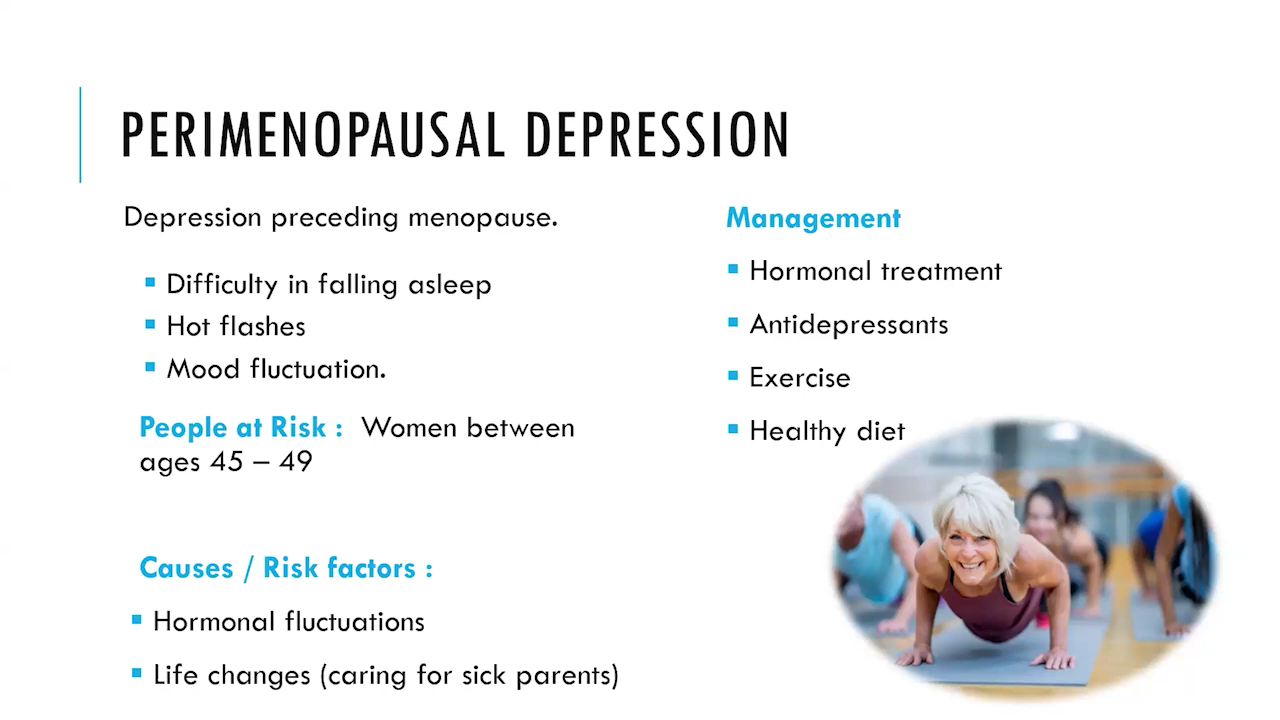 PERIMENOPAUSAL DEPRESSION
Depression preceding menopause.
▪ Difficulty in falling asleep
▪ Hot flashes
▪ Mood fluctuation.
People at Risk : Women between
ages 45 – 49
Causes / Risk factors :
▪ Hormonal fluctuations
▪ Life changes (caring for sick parents)
Management
▪ Hormonal treatment
▪ Antidepressants
▪ Exercise
▪ Healthy diet